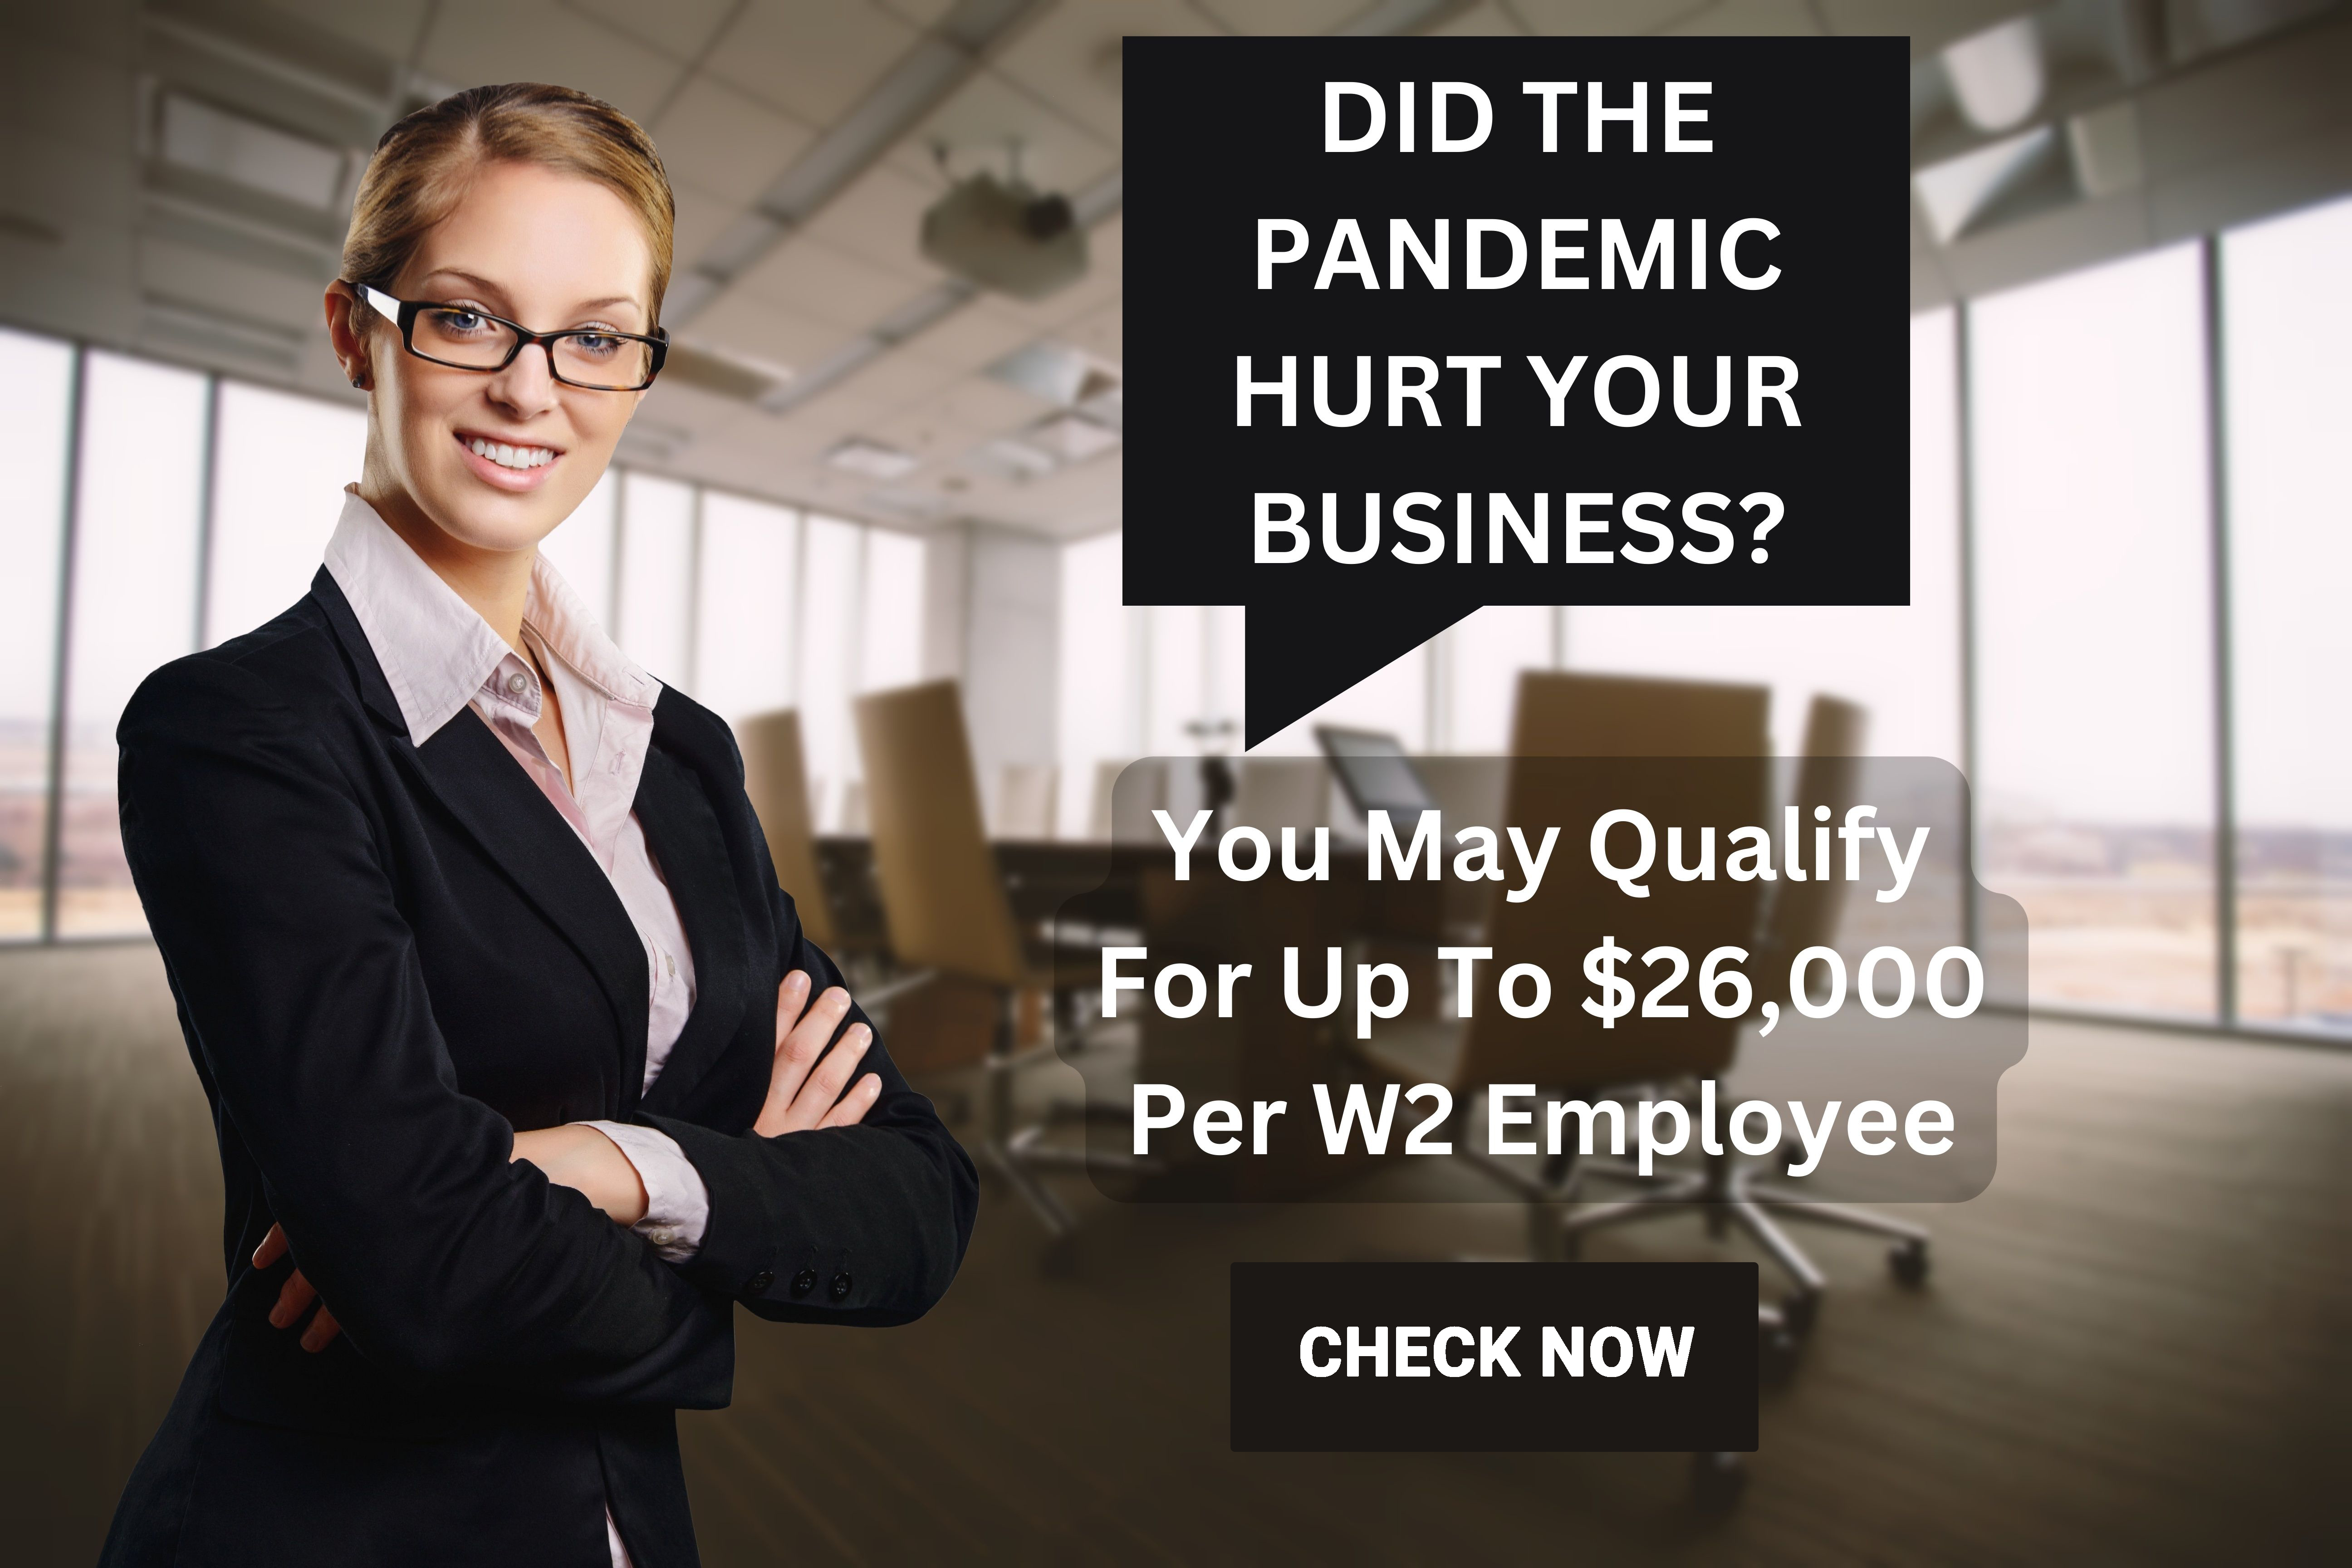 DID THE
PANDEMIC
HURT YOUR
BUSINESS?
You May Qualify
For Up To $26,000
Per W2 Employee
CHECK NOW